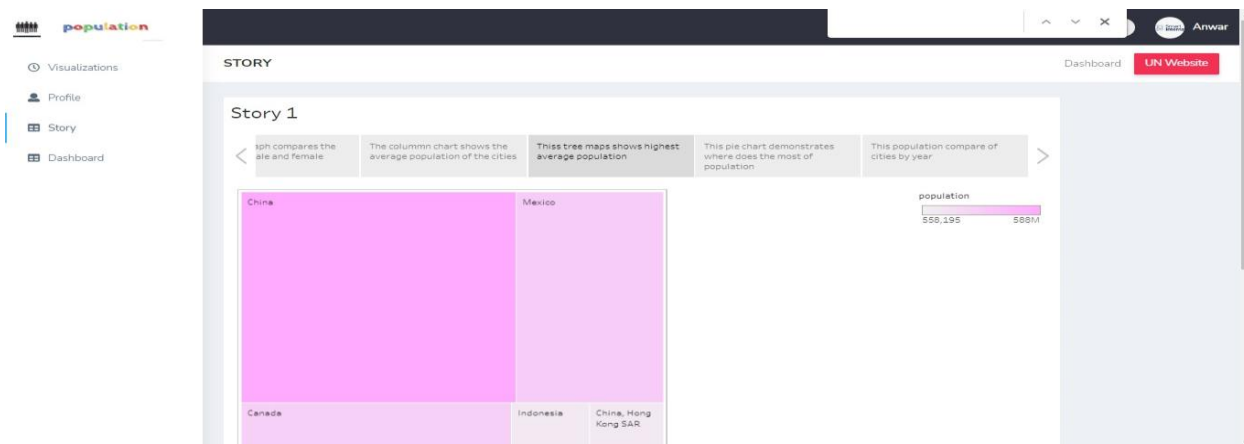 population
Anwar
Visualizations
STORY
Dashboard
UN Website
Profile
Story
Dashboard
Story 1
aph compares the
ale and female
The colummn chart shows the
average population of the cities
Thiss tree maps shows highest
average population
This pie chart demonstrates
where does the most of
population
This population compare of
cities by year
China
Mexico
population
558,195
588M
Canada
Indonesia
China, Hong
Kong SAR